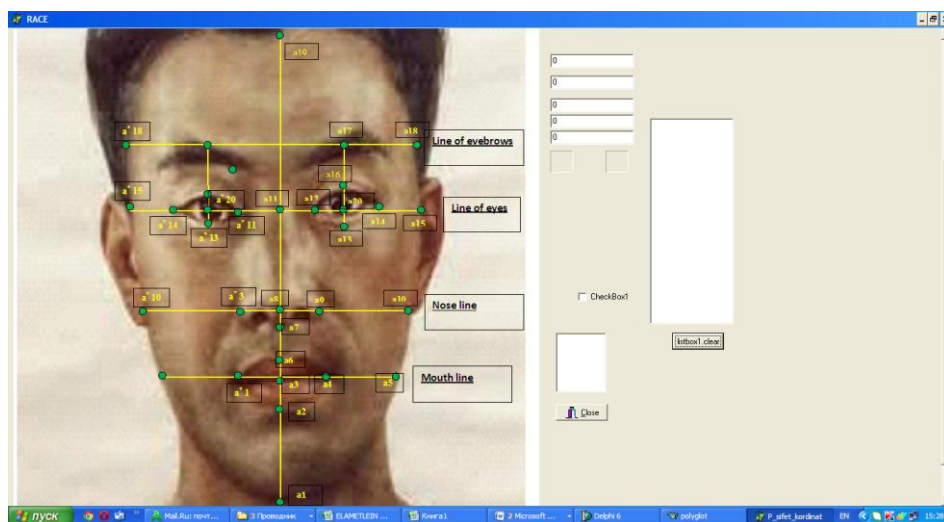 RACE
a19
a*18
a17
a18
Line of eyebrows
a16
a*15
a*20
a11
a12
a20
Line of eyes
a*14
a*11
a14
a15
a*13
a13
a*10
a*3
a8
a9
a10
Nose line
a7
a6
Mouth line
a*1
a3
a4
a5
a2
a1
0
0
0
0
0
CheckBox1
listbox1.clear
Close
пуск
Mail.Ru: почт...
3 Проводник
ELAMETLEIN ...
Книга1
2 Microsoft ...
Delphi 6
polyglot
P_sifet_kordinat
EN